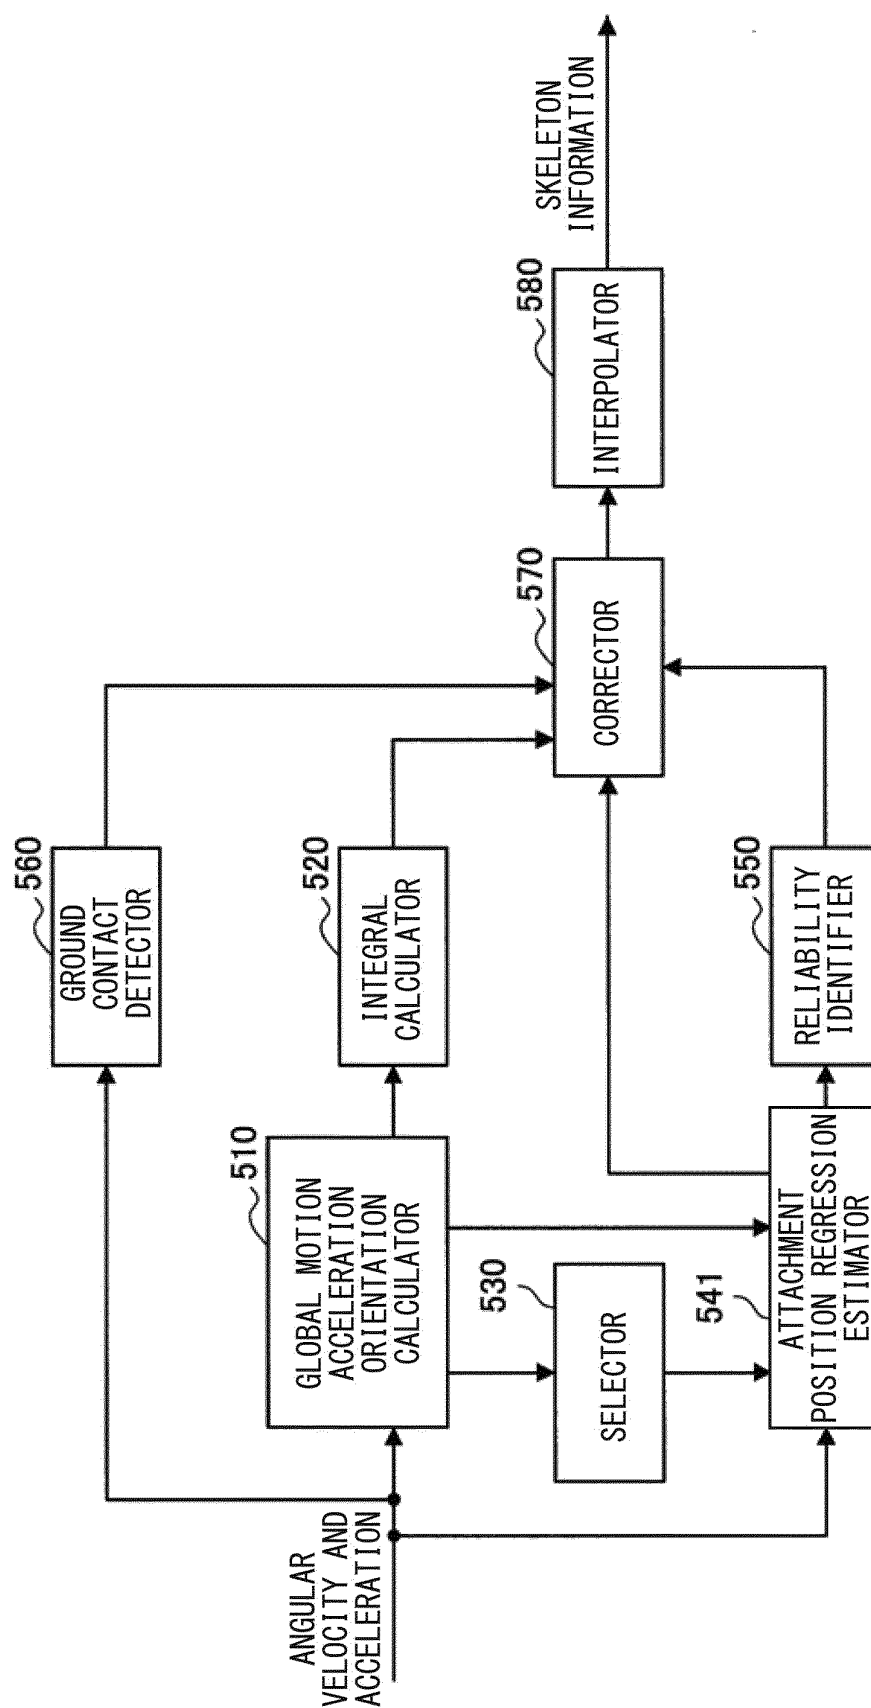 ANGULAR
VELOCITY AND
ACCELERATION
560
GROUND
CONTACT
DETECTOR
510
GLOBAL MOTION
ACCELERATION
ORIENTATION
CALCULATOR
520
INTEGRAL
CALCULATOR
530
SELECTOR
541
ATTACHMENT
POSITION REGRESSION
ESTIMATOR
550
RELIABILITY
IDENTIFIER
570
CORRECTOR
580
INTERPOLATOR
SKELETON
INFORMATION